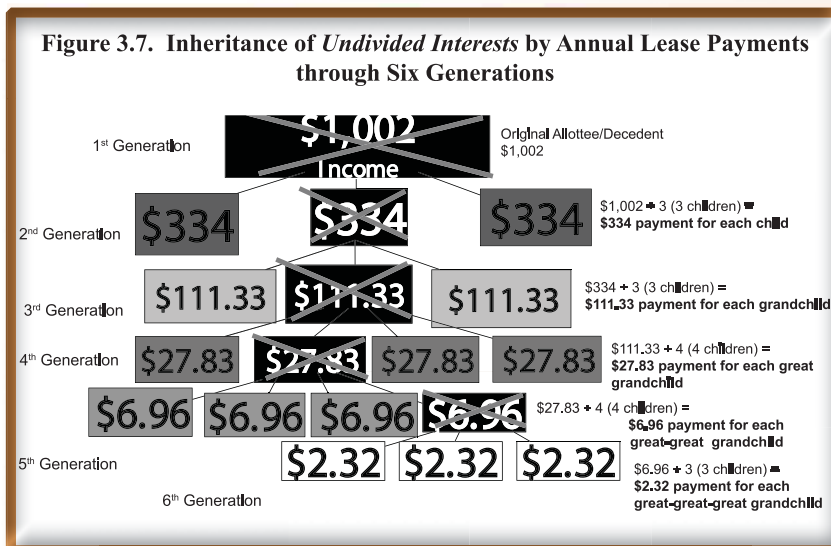 Figure 3.7. Inheritance of Undivided Interests by Annual Lease Payments
through Six Generations
1st Generation
$1,002
Income
Original Allottee/Decedent
$1,002
2nd Generation
$334
$334
$334
$1,002 ÷ 3 (3 children) =
$334 payment for each child
3rd Generation
$111.33
$111.33
$111.33
$334 ÷ 3 (3 children) =
$111.33 payment for each grandchild
4th Generation
$27.83
$27.83
$27.83
$27.83
$111.33 ÷ 4 (4 children) =
$27.83 payment for each great
grandchild
$6.96
$6.96
$6.96
$6.96
$27.83 ÷ 4 (4 children) =
$6.96 payment for each
great-great grandchild
5th Generation
$2.32
$2.32
$2.32
$6.96 ÷ 3 (3 children) =
$2.32 payment for each
great-great-great grandchild
6th Generation